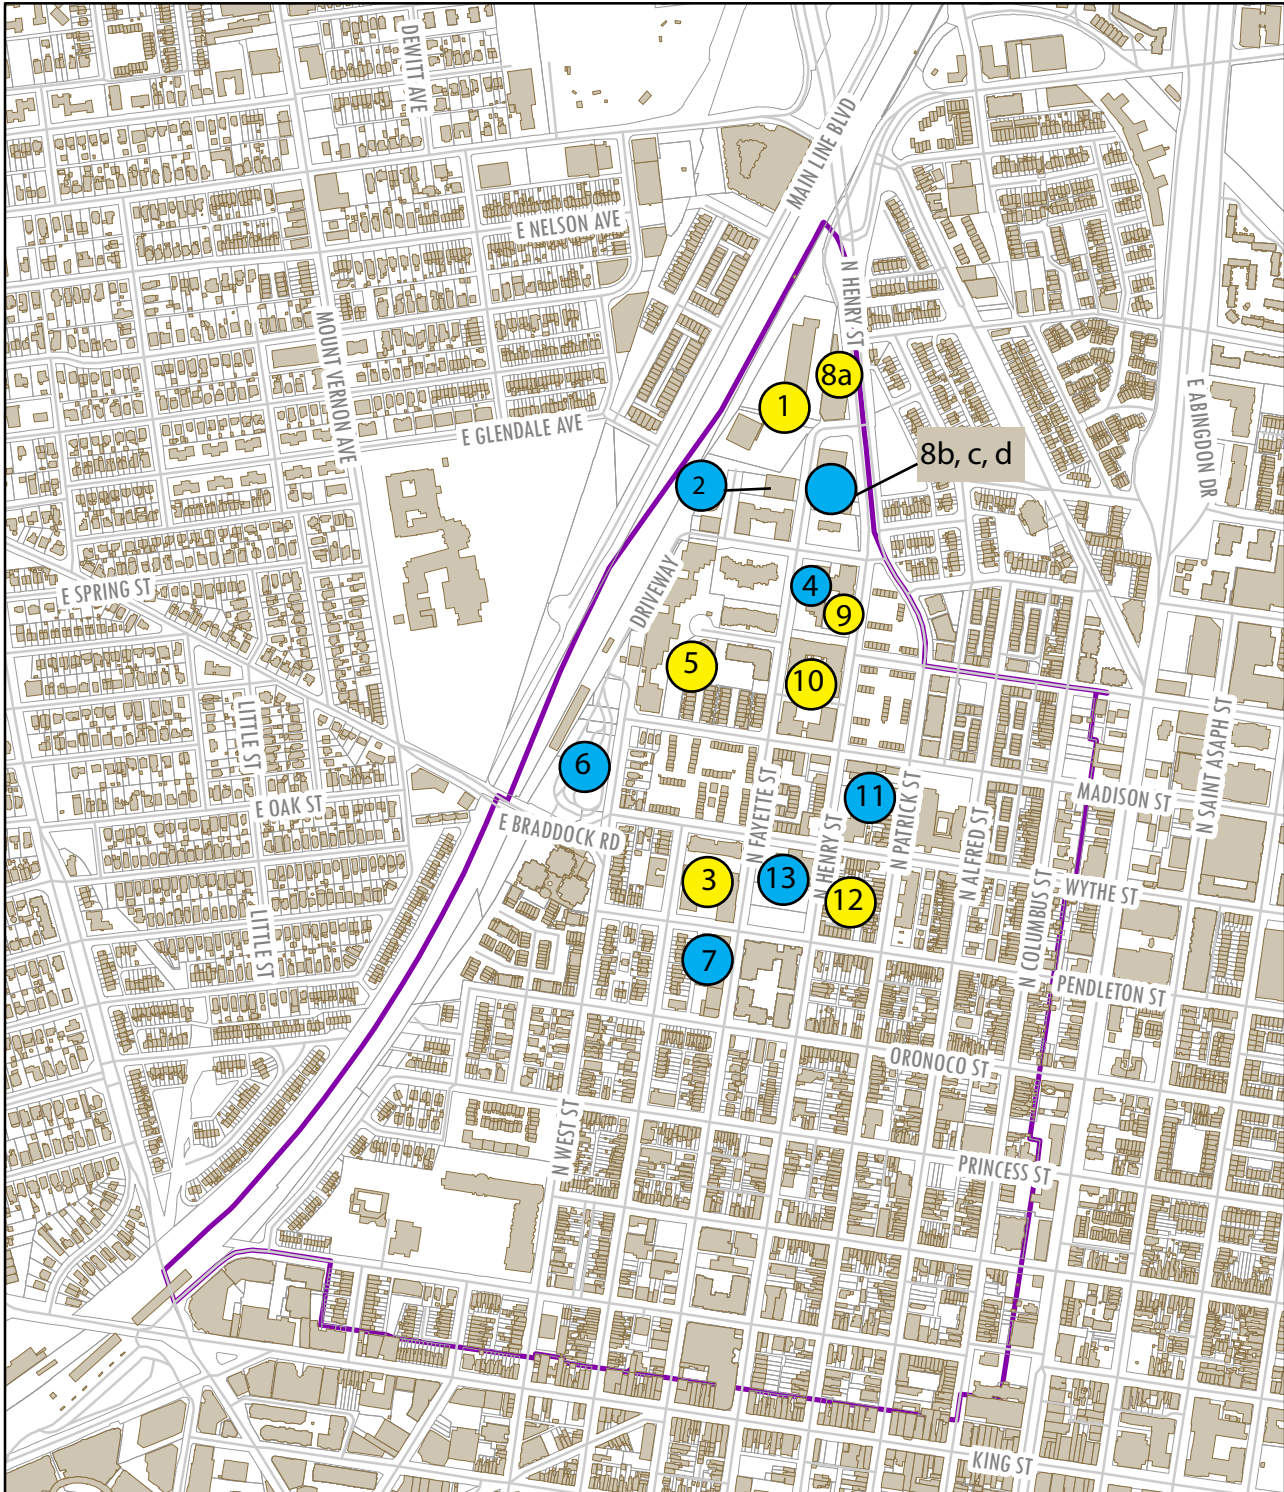 DEWITT AVE
MAIN LINE BLVD
E NELSON AVE
N HENRY ST
MOUNT VERNON AVE
8a
1
E ABINGDON DR
E GLENDALE AVE
8b, c, d
2
E SPRING ST
DRIVEWAY
4
9
5
10
LITTLE ST
N SAINT ASAPH ST
6
11
MADISON ST
E OAK ST
E BRADDOCK RD
N FAYETTE ST
N HENRY ST
N PATRICK ST
N ALFRED ST
3
13
12
WYTHE ST
LITTLE ST
N COLUMBUS ST
7
PENDLETON ST
ORONOCO ST
N WEST ST
PRINCESS ST
KING ST